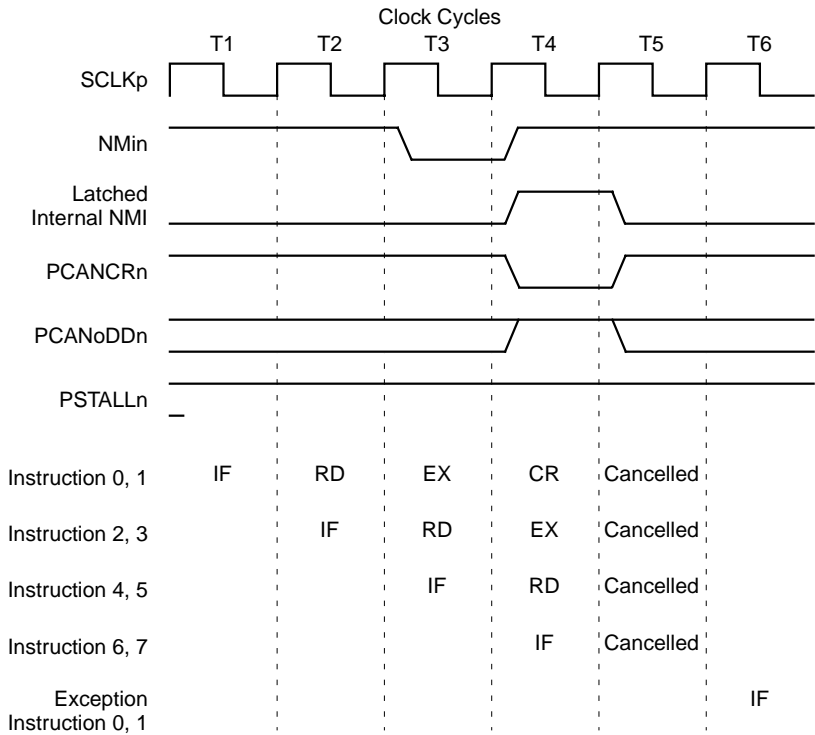 Clock Cycles
T1 T2 T3 T4 T5 T6
SCLKp
NMin
Latched
Internal NMI
PCANCRn
PCANoDDn
PSTALLn
Instruction 0, 1 IF RD EX CR Cancelled
Instruction 2, 3 IF RD EX Cancelled
Instruction 4, 5 IF RD Cancelled
Instruction 6, 7 IF Cancelled
Exception IF
Instruction 0, 1